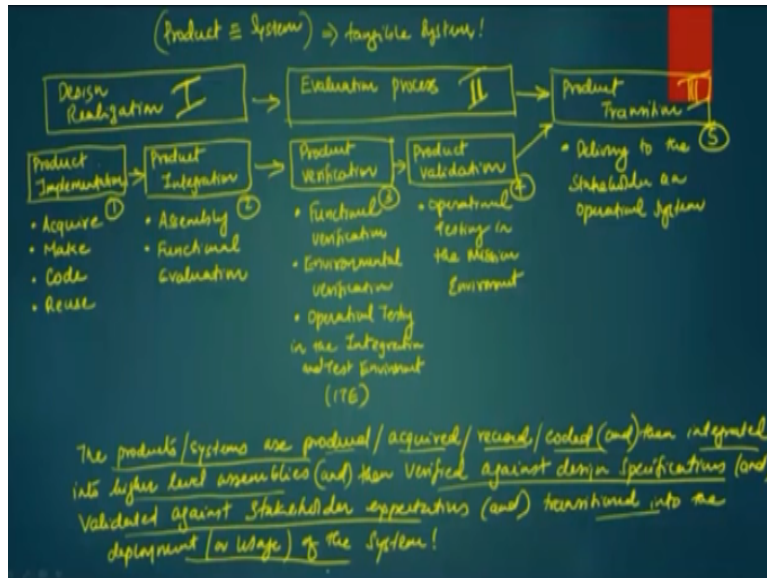 (Product ≡ System) ⇒ tangible system!
Design
Realization I
Evaluation process II
Product
Transition III
Product
Implementation
①
Product
Integration
②
Product
verification
③
Product
validation
④
⑤
• Acquire
• Make
• Code
• Reuse
• Assembly
• Functional
Evaluation
• Functional
verification
• Environmental
verification
• Operational Testing
in the Integration
and Test Environment
(ITE)
• Operational
Testing in
the Mission
Environment
• Delivery to the
Stakeholder an
Operational System
The products/systems are produced/acquired/reused/coded (and) then integrated
into higher level assemblies (and) then verified against design specifications (and)
validated against stakeholder expectations (and) transitioned into the
deployment (or usage) of the system!